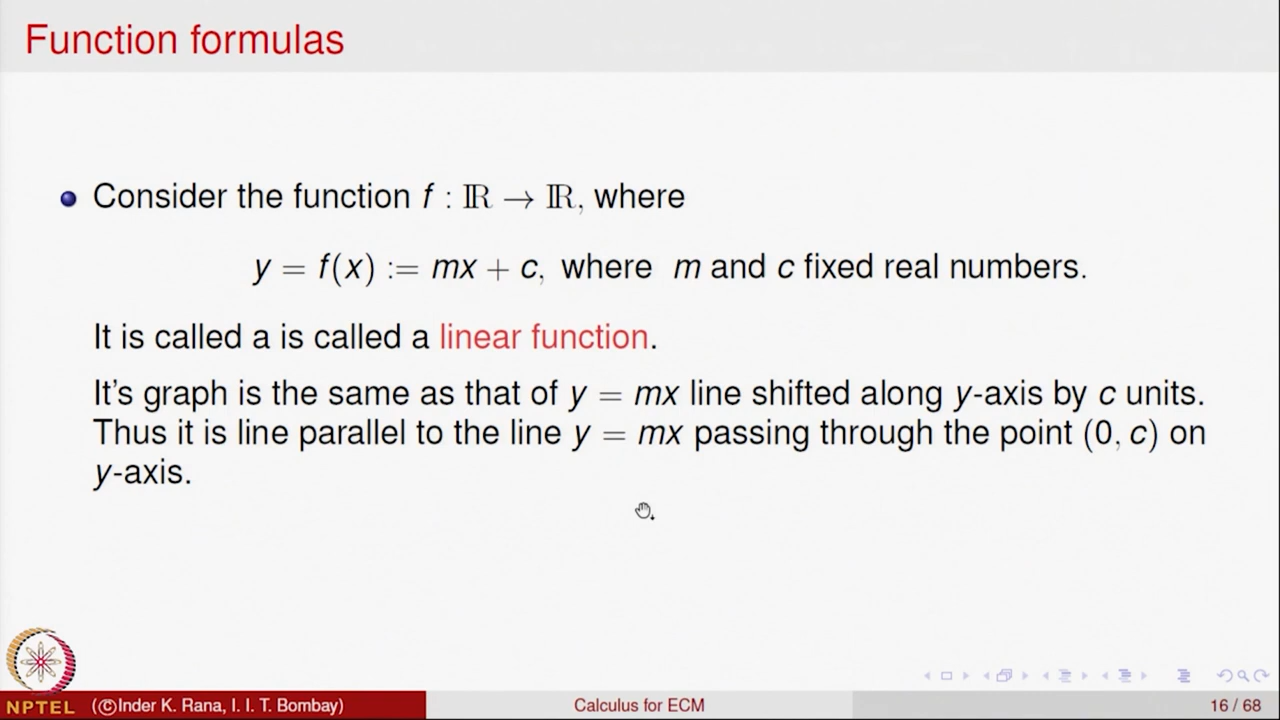 Function formulas
Consider the function f : ℝ → ℝ, where
y = f(x) := mx + c, where m and c fixed real numbers.
It is called a is called a linear function.
It's graph is the same as that of y = mx line shifted along y-axis by c units.
Thus it is line parallel to the line y = mx passing through the point (0, c) on
y-axis.
NPTEL
(©Inder K. Rana, I. I. T. Bombay)
Calculus for ECM
16 / 68